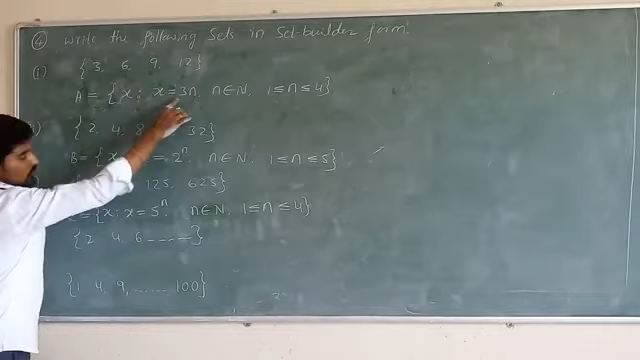 ④ Write the following Sets in Set-builder form.
(i) {3, 6, 9, 12}
A = {x: x=3n, n∈N, 1≤n≤4}
{2, 4, 8, 32}
B = {x = 2ⁿ, n∈N, 1≤n≤5}
125, 625}
= {x: x = 5ⁿ, n∈N, 1≤n≤4}
{2 4, 6 ------}
{1 4, 9, ...... 100}